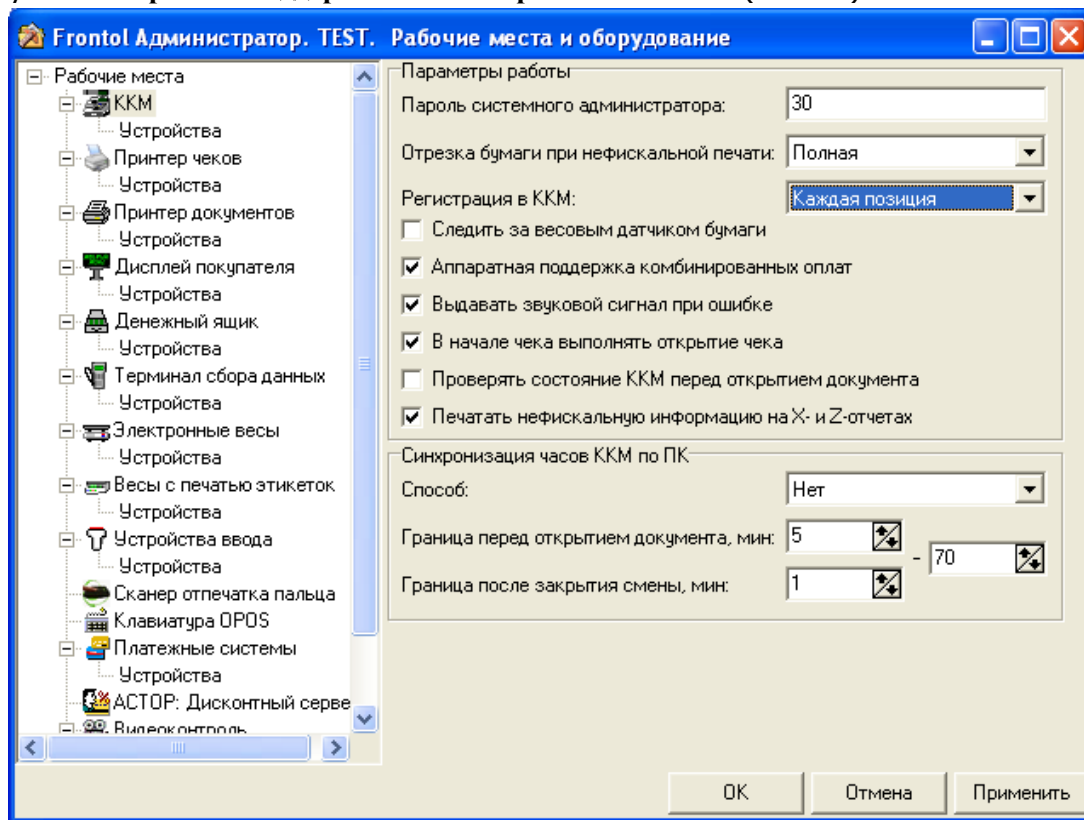 Frontol Администратор. TEST. Рабочие места и оборудование
Рабочие места
ККМ
Устройства
Принтер чеков
Устройства
Принтер документов
Устройства
Дисплей покупателя
Устройства
Денежный ящик
Устройства
Терминал сбора данных
Устройства
Электронные весы
Устройства
Весы с печатью этикеток
Устройства
Устройства ввода
Устройства
Сканер отпечатка пальца
Клавиатура OPOS
Платежные системы
Устройства
АСТОР: Дисконтный серве
Видеоконтроль
Параметры работы
Пароль системного администратора: 30
Отрезка бумаги при нефискальной печати: Полная
Регистрация в ККМ: Каждая позиция
Следить за весовым датчиком бумаги
Аппаратная поддержка комбинированных оплат
Выдавать звуковой сигнал при ошибке
В начале чека выполнять открытие чека
Проверять состояние ККМ перед открытием документа
Печатать нефискальную информацию на X- и Z-отчетах
Синхронизация часов ККМ по ПК
Способ: Нет
Граница перед открытием документа, мин: 5 - 70
Граница после закрытия смены, мин: 1
ОК Отмена Применить